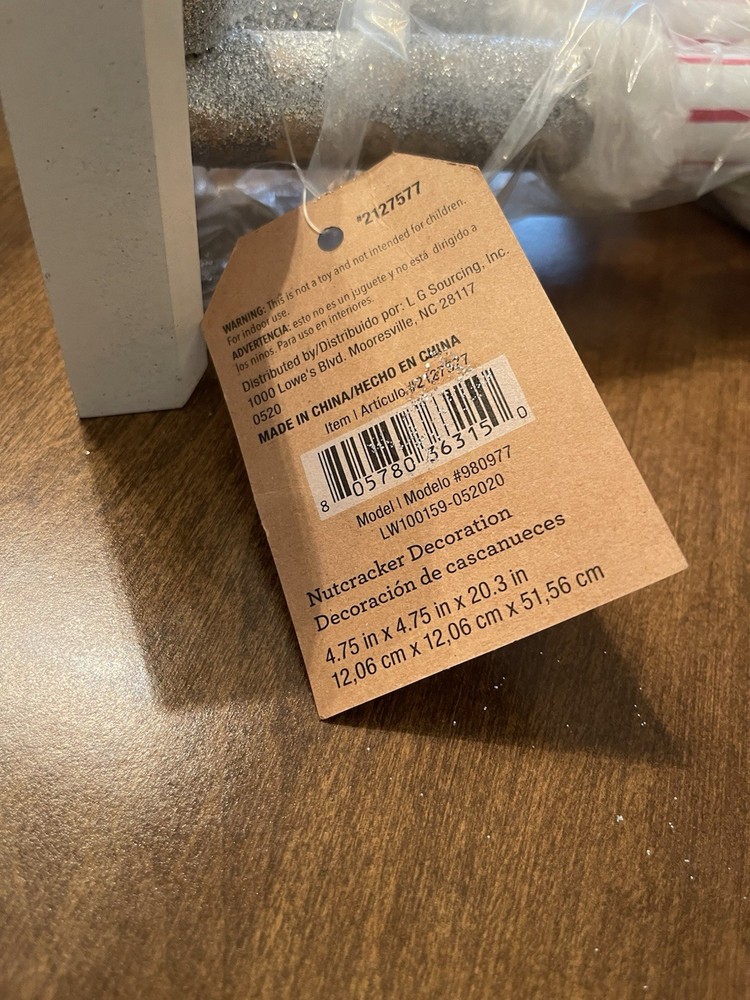 #2127577
WARNING: This is not a toy and not intended for children.
For indoor use.
ADVERTENCIA: esto no es un juguete y no está dirigido a
los ninos. Para uso en interiores.
Distributed by/Distribuido por: L G Sourcing, Inc.
1000 Lowe's Blvd. Mooresville, NC 28117
0520
MADE IN CHINA/HECHO EN CHINA
Item | Articulo #2127577
8 05780 36315 0
Model | Modelo #980977
LW100159-052020
Nutcracker Decoration
Decoración de cascanueces
4.75 in x 4.75 in x 20.3 in
12,06 cm x 12,06 cm x 51,56 cm